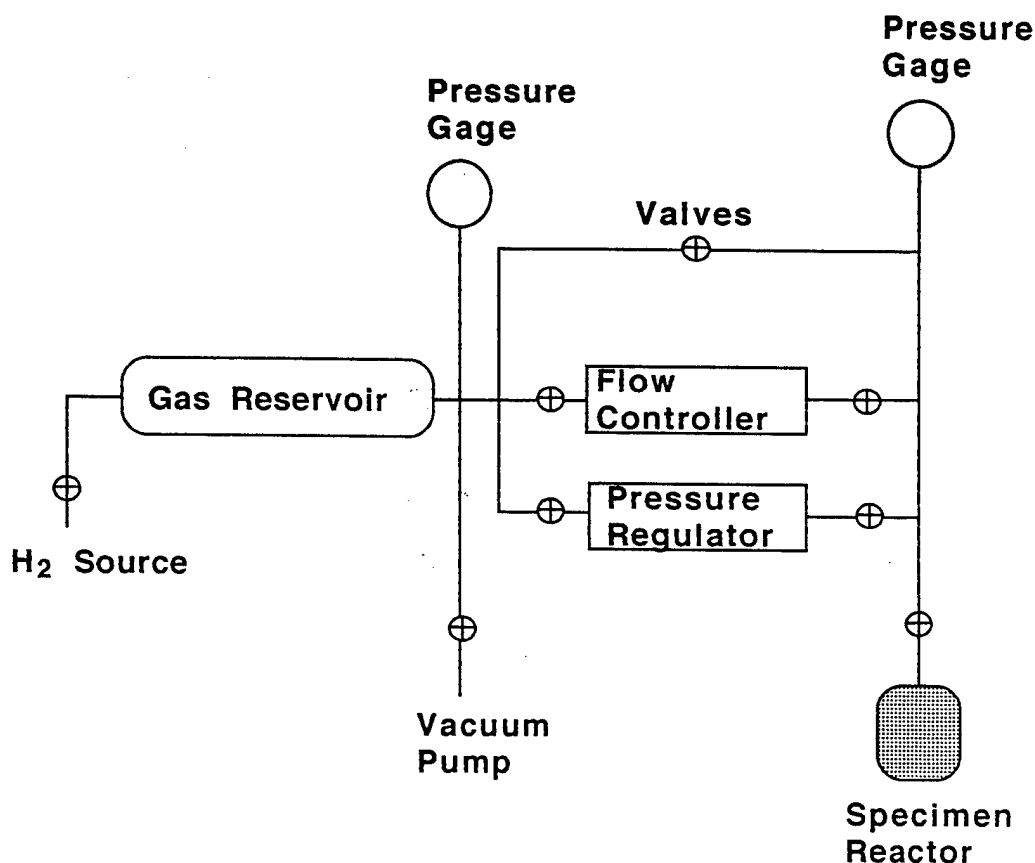 Pressure
Gage
Pressure
Gage
Valves
Flow
Controller
Gas Reservoir
Pressure
Regulator
H2 Source
Vacuum
Pump
Specimen
Reactor